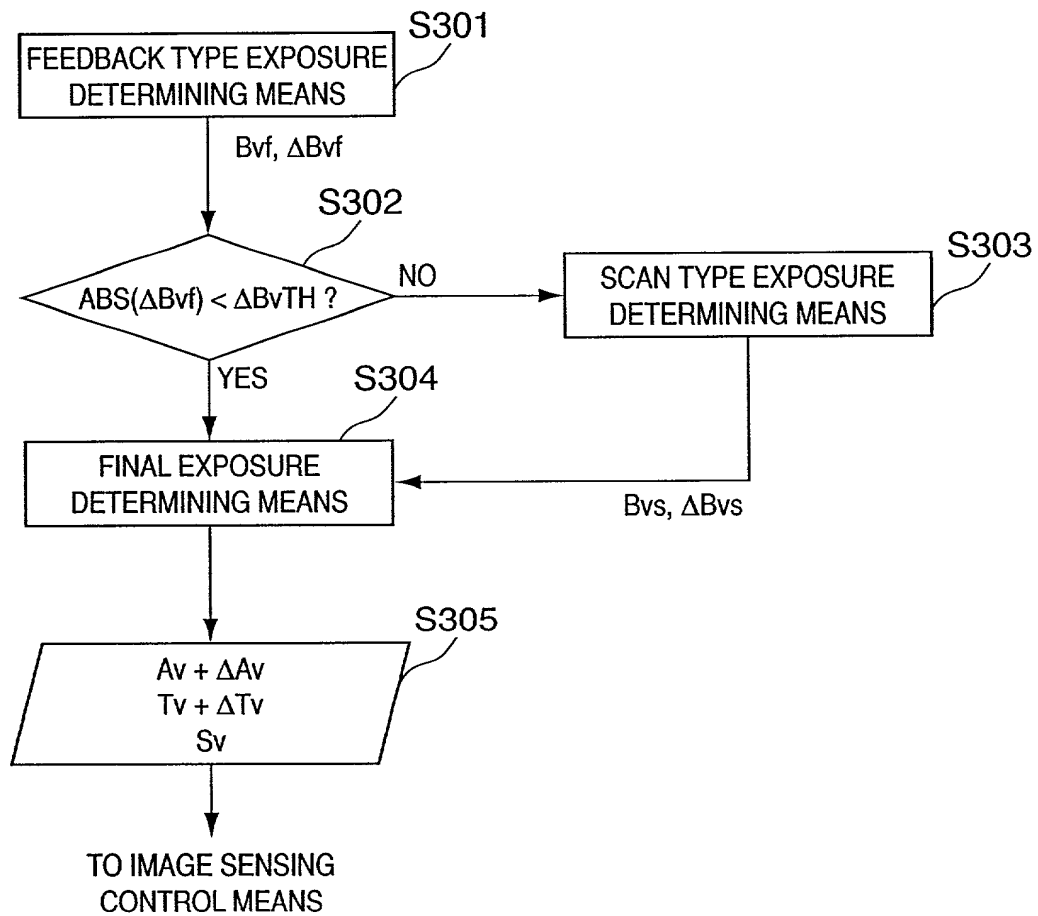 S301
FEEDBACK TYPE EXPOSURE
DETERMINING MEANS
Bvf, ΔBvf
S302
ABS(ΔBvf) < ΔBvTH ?
NO
S303
SCAN TYPE EXPOSURE
DETERMINING MEANS
YES
S304
FINAL EXPOSURE
DETERMINING MEANS
Bvs, ΔBvs
S305
Av + ΔAv
Tv + ΔTv
Sv
TO IMAGE SENSING
CONTROL MEANS